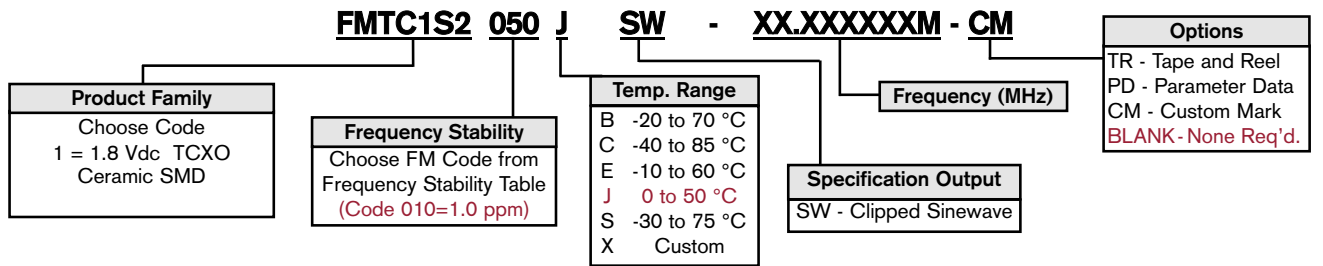 FMTC1S2 050 J SW - XX.XXXXXXM - CM
Product Family
Choose Code
1 = 1.8 Vdc TCXO
Ceramic SMD
Frequency Stability
Choose FM Code from
Frequency Stability Table
(Code 010=1.0 ppm)
Temp. Range
B -20 to 70 °C
C -40 to 85 °C
E -10 to 60 °C
J 0 to 50 °C
S -30 to 75 °C
X Custom
Specification Output
SW - Clipped Sinewave
Frequency (MHz)
Options
TR - Tape and Reel
PD - Parameter Data
CM - Custom Mark
BLANK - None Req'd.